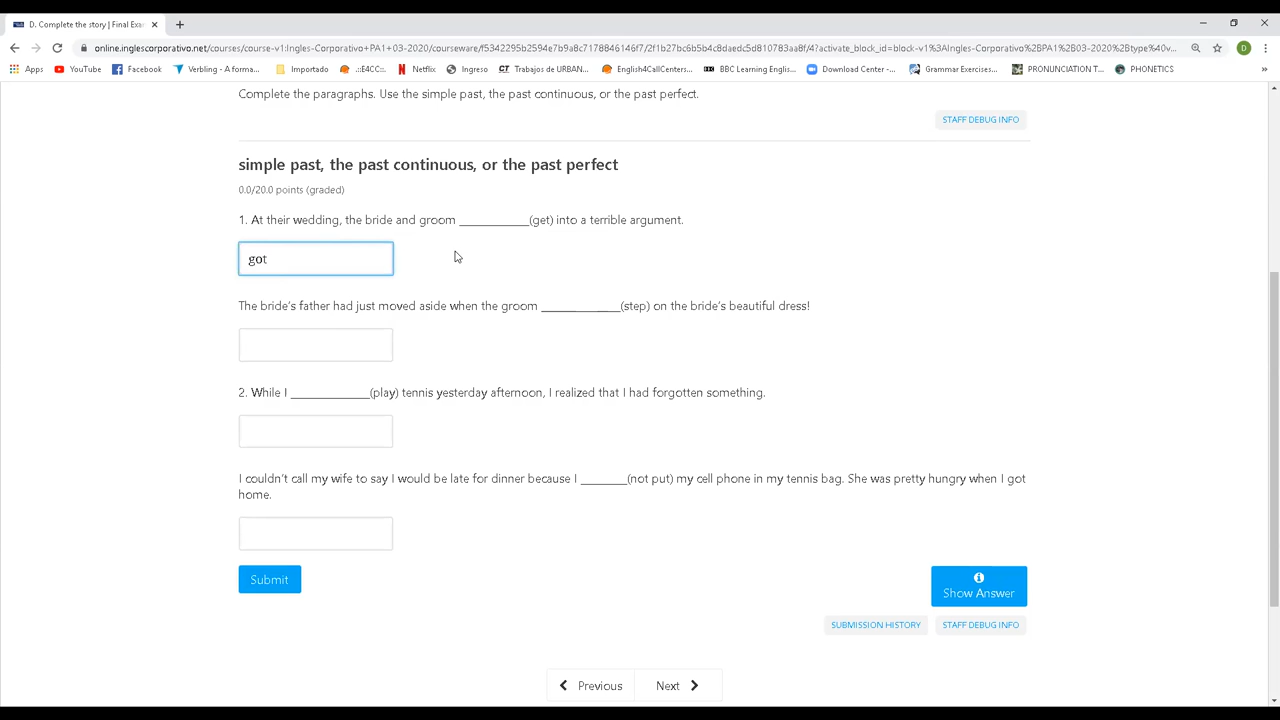 D. Complete the story | Final Exa
online.inglescorporativo.net/courses/course-v1:Ingles-Corporativo+PA1+03-2020/courseware/f5342295b2594e7b9a8c7178846146f7/2f1b27bc6b5b4c8daedc5d810783aa8f/4?activate_block_id=block-v1%3AIngles-Corporativo%2BPA1%2B03-2020%2Btype%40v...
D
Apps YouTube Facebook Verbling - A forma... Importado .::E4CC::. Netflix Ingreso CT Trabajos de URBAN... English4CallCenters... BBC BBC Learning Englis... Download Center -... Grammar Exercises... PRONUNCIATION T... PHONETICS »
Complete the paragraphs. Use the simple past, the past continuous, or the past perfect.
STAFF DEBUG INFO
simple past, the past continuous, or the past perfect
0.0/20.0 points (graded)
1. At their wedding, the bride and groom ___________(get) into a terrible argument.
got
The bride's father had just moved aside when the groom _____________(step) on the bride's beautiful dress!
2. While I _____________(play) tennis yesterday afternoon, I realized that I had forgotten something.
I couldn't call my wife to say I would be late for dinner because I ________(not put) my cell phone in my tennis bag. She was pretty hungry when I got
home.
Submit
Show Answer
SUBMISSION HISTORY STAFF DEBUG INFO
Previous Next